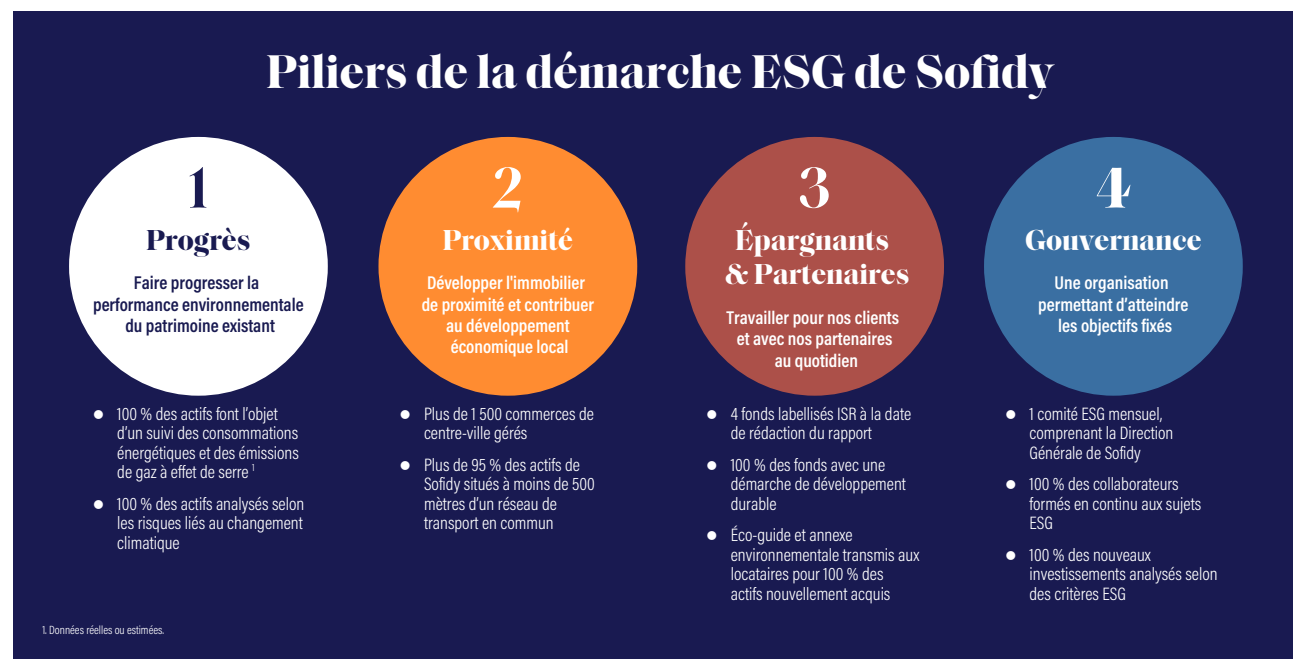 Piliers de la démarche ESG de Sofidy
1
Progrès
Faire progresser la
performance environnementale
du patrimoine existant
● 100 % des actifs font l'objet
d'un suivi des consommations
énergétiques et des émissions
de gaz à effet de serre 1
● 100 % des actifs analysés selon
les risques liés au changement
climatique
2
Proximité
Développer l'immobilier
de proximité et contribuer
au développement
économique local
● Plus de 1 500 commerces de
centre-ville gérés
● Plus de 95 % des actifs de
Sofidy situés à moins de 500
mètres d'un réseau de
transport en commun
3
Épargnants
& Partenaires
Travailler pour nos clients
et avec nos partenaires
au quotidien
● 4 fonds labellisés ISR à la date
de rédaction du rapport
● 100 % des fonds avec une
démarche de développement
durable
● Éco-guide et annexe
environnementale transmis aux
locataires pour 100 % des
actifs nouvellement acquis
4
Gouvernance
Une organisation
permettant d'atteindre
les objectifs fixés
● 1 comité ESG mensuel,
comprenant la Direction
Générale de Sofidy
● 100 % des collaborateurs
formés en continu aux sujets
ESG
● 100 % des nouveaux
investissements analysés selon
des critères ESG
1. Données réelles ou estimées.